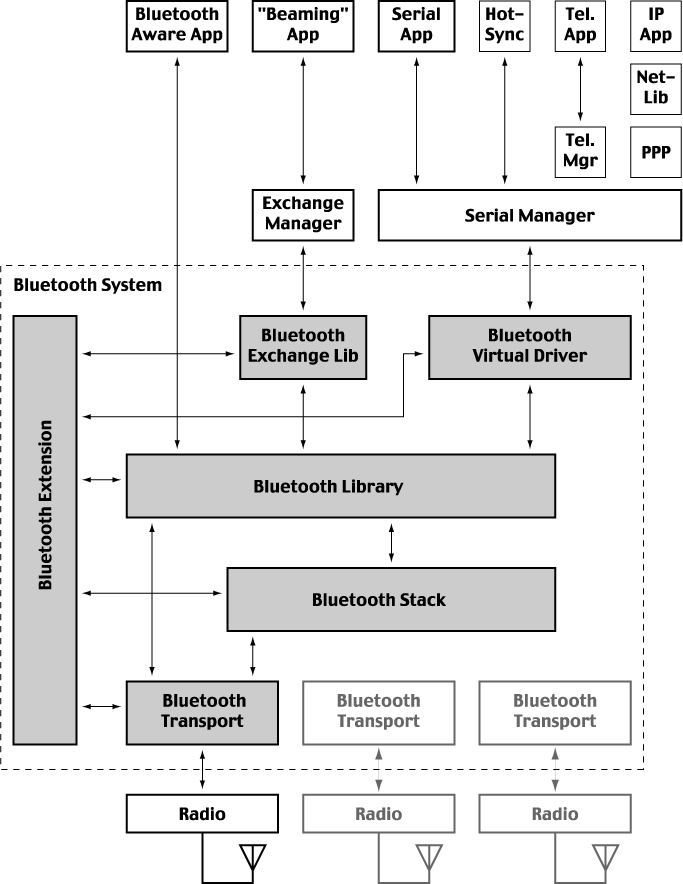 Bluetooth
Aware App
"Beaming"
App
Serial
App
Hot-
Sync
Tel.
App
IP
App
Net-
Lib
Tel.
Mgr
PPP
Exchange
Manager
Serial Manager
Bluetooth System
Bluetooth
Exchange Lib
Bluetooth
Virtual Driver
Bluetooth Extension
Bluetooth Library
Bluetooth Stack
Bluetooth
Transport
Bluetooth
Transport
Bluetooth
Transport
Radio
Radio
Radio